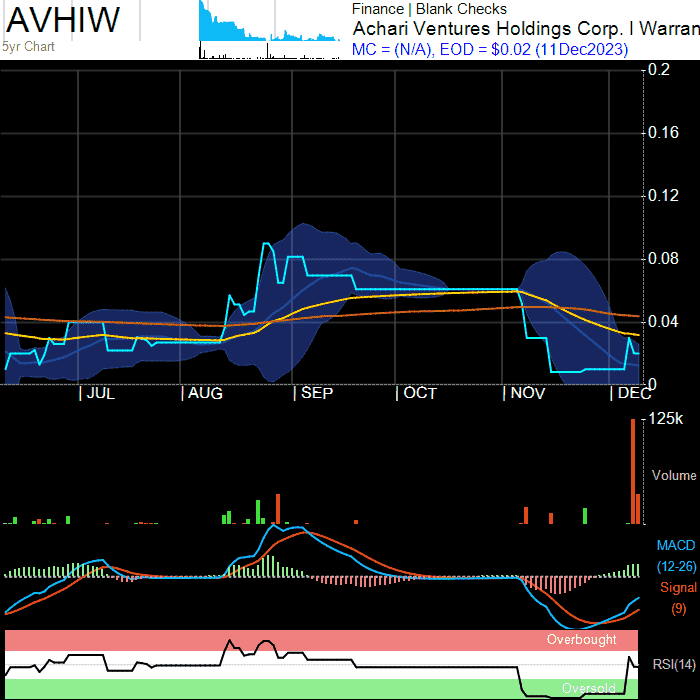 AVHIW
5yr Chart
Finance | Blank Checks
Achari Ventures Holdings Corp. I Warran
MC = (N/A), EOD = $0.02 (11Dec2023)
0.2
0.16
0.12
0.08
0.04
0
JUL AUG SEP OCT NOV DEC
125k
Volume
MACD
(12-26)
Signal
(9)
Overbought
RSI(14)
Oversold